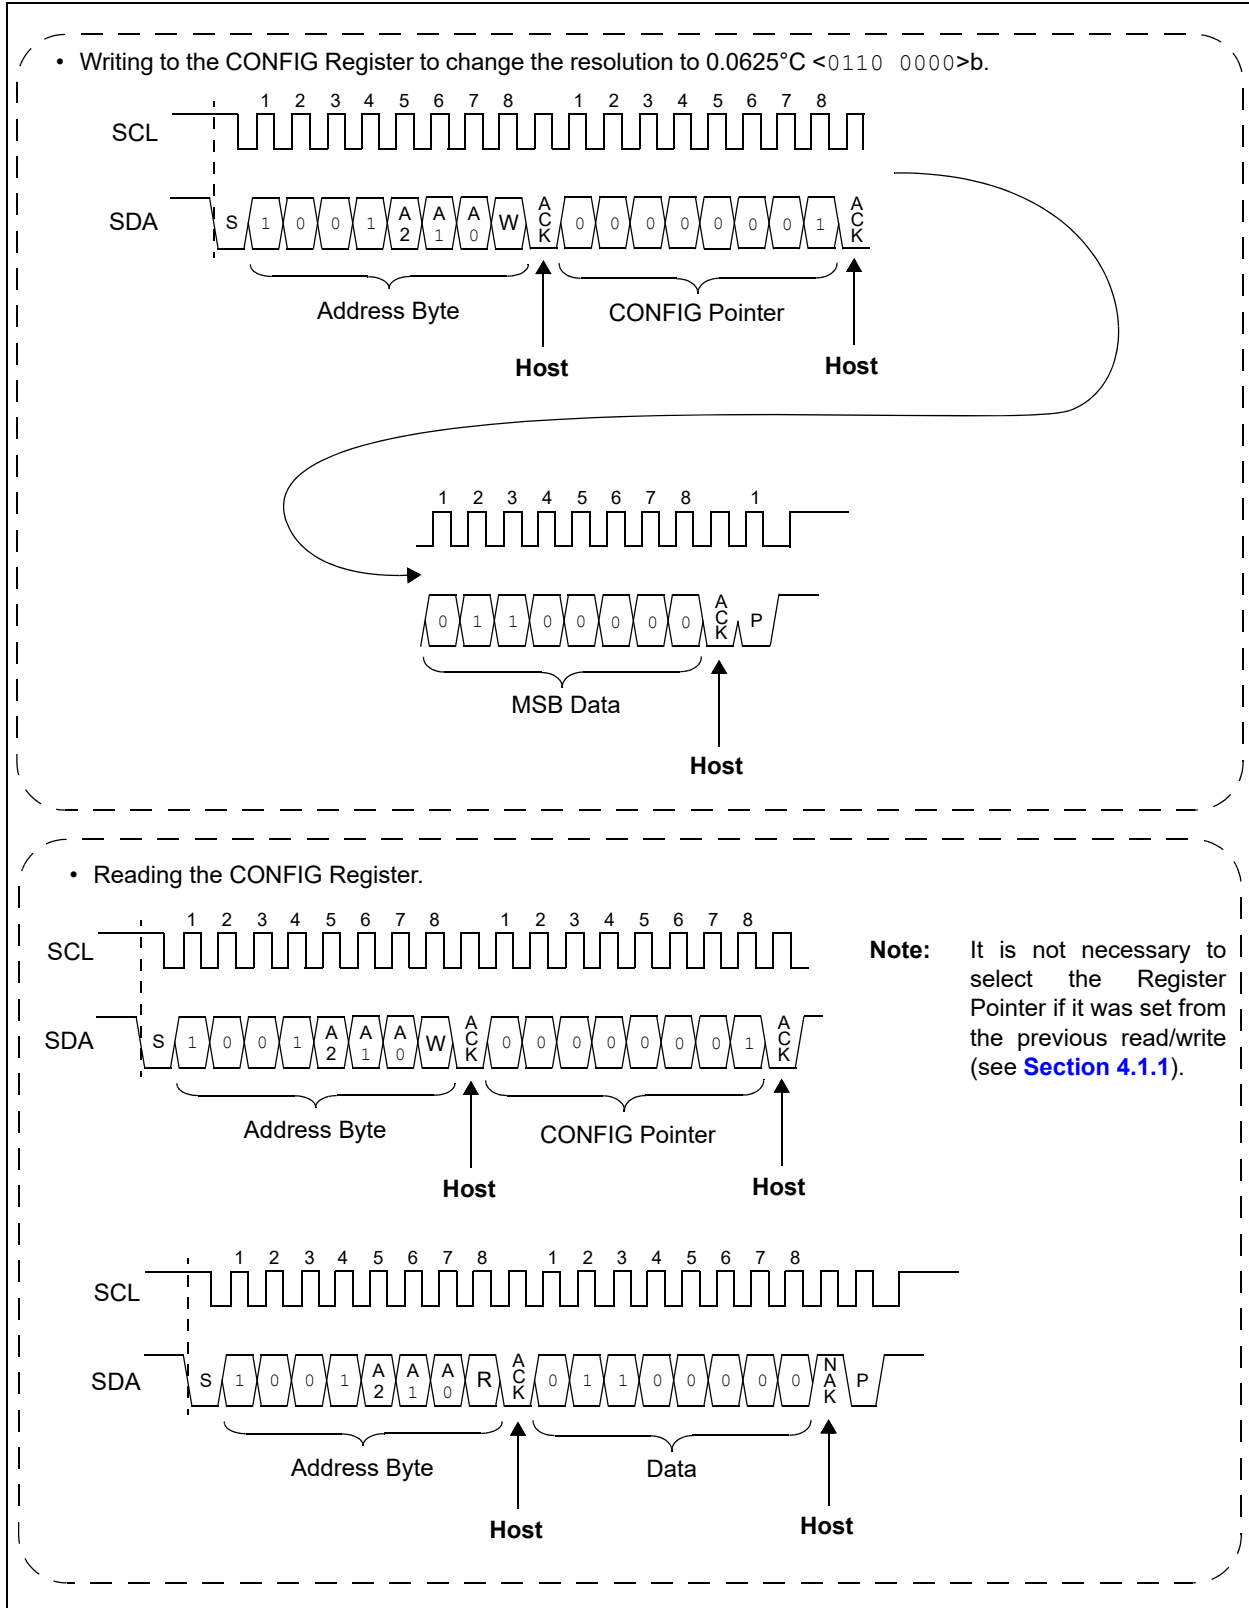 • Writing to the CONFIG Register to change the resolution to 0.0625°C <0110 0000>b.
1 2 3 4 5 6 7 8 1 2 3 4 5 6 7 8
SCL
SDA S 1 0 0 1 A2 A1 A0 W ACK 0 0 0 0 0 0 0 1 ACK
Address Byte CONFIG Pointer
Host Host
1 2 3 4 5 6 7 8 1
0 1 1 0 0 0 0 0 ACK P
MSB Data
Host
• Reading the CONFIG Register.
1 2 3 4 5 6 7 8 1 2 3 4 5 6 7 8
SCL
SDA S 1 0 0 1 A2 A1 A0 W ACK 0 0 0 0 0 0 0 1 ACK
Address Byte CONFIG Pointer
Host Host
Note: It is not necessary to
select the Register
Pointer if it was set from
the previous read/write
(see Section 4.1.1).
1 2 3 4 5 6 7 8 1 2 3 4 5 6 7 8
SCL
SDA S 1 0 0 1 A2 A1 A0 R ACK 0 1 1 0 0 0 0 0 NAK P
Address Byte Data
Host Host